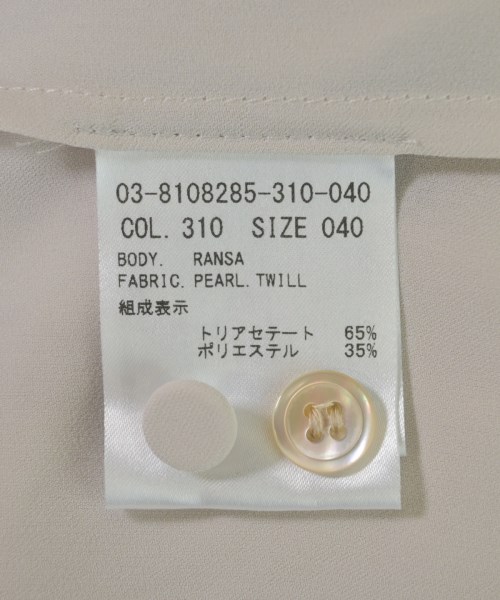 03-8108285-310-040
COL. 310 SIZE 040
BODY. RANSA
FABRIC. PEARL. TWILL
組成表示
トリアセテート 65%
ポリエステル 35%